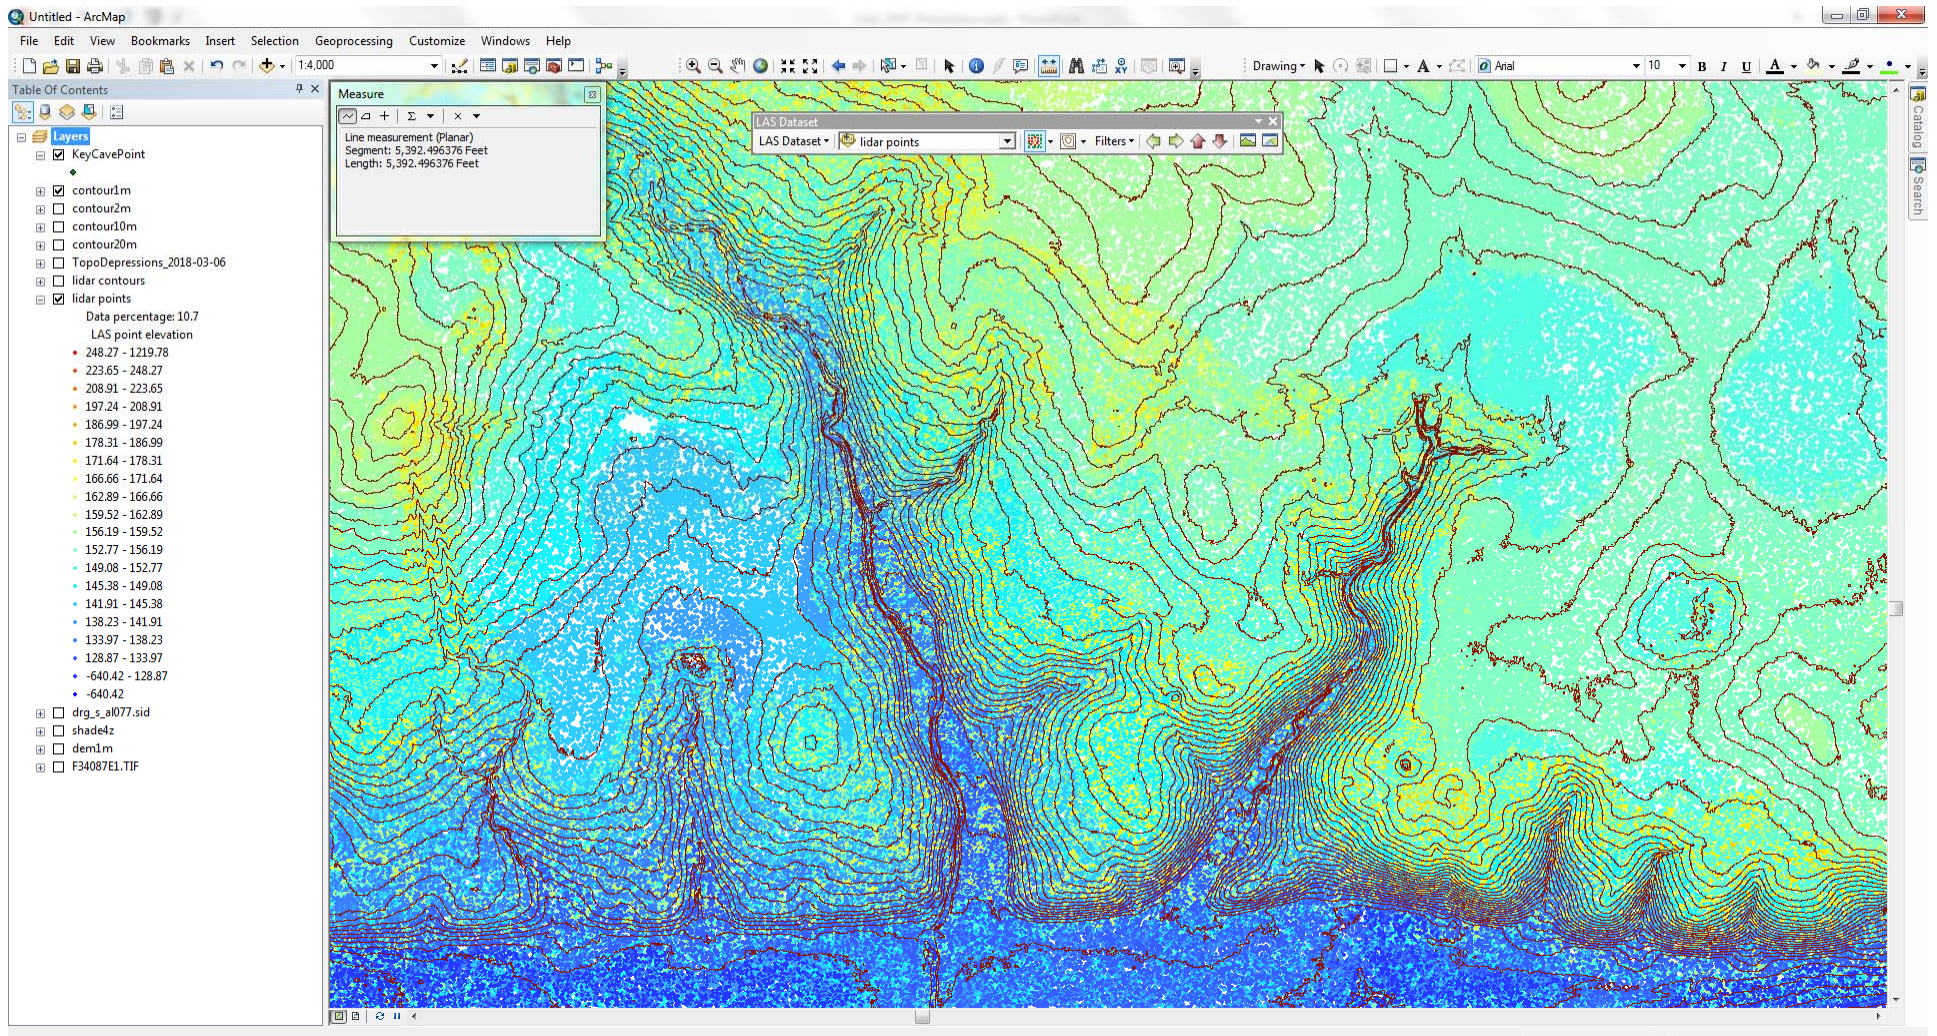 Untitled - ArcMap
File Edit View Bookmarks Insert Selection Geoprocessing Customize Windows Help
1:4,000
Drawing
Arial
10
B I U A
Table Of Contents
Layers
KeyCavePoint
contour1m
contour2m
contour10m
contour20m
TopoDepressions_2018-03-06
lidar contours
lidar points
Data percentage: 10.7
LAS point elevation
248.27 - 1219.78
223.65 - 248.27
208.91 - 223.65
197.24 - 208.91
186.99 - 197.24
178.31 - 186.99
171.64 - 178.31
166.66 - 171.64
162.89 - 166.66
159.52 - 162.89
156.19 - 159.52
152.77 - 156.19
149.08 - 152.77
145.38 - 149.08
141.91 - 145.38
138.23 - 141.91
133.97 - 138.23
128.87 - 133.97
-640.42 - 128.87
-640.42
drg_s_al077.sid
shade4z
dem1m
F34087E1.TIF
Measure
Line measurement (Planar)
Segment: 5,392.496376 Feet
Length: 5,392.496376 Feet
LAS Dataset
LAS Dataset
lidar points
Filters
Catalog
Search